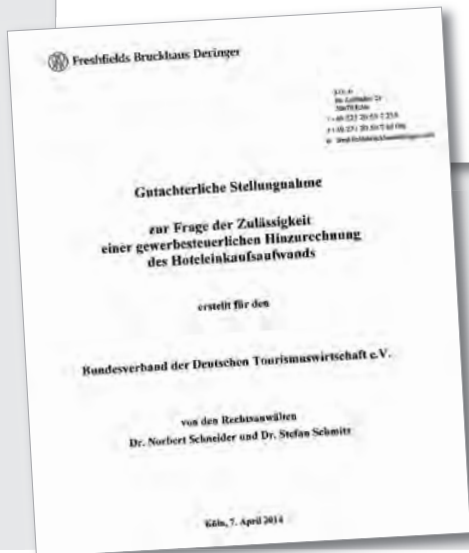 Freshfields Bruckhaus Deringer
Gutachterliche Stellungnahme
zur Frage der Zulässigkeit
einer gewerbesteuerlichen Hinzurechnung
des Hoteleinkaufsaufwands
erstellt für den
Bundesverband der Deutschen Tourismuswirtschaft e.V.
von den Rechtsanwälten
Dr. Norbert Schneider und Dr. Stefan Schmitz
Köln, 7. April 2014